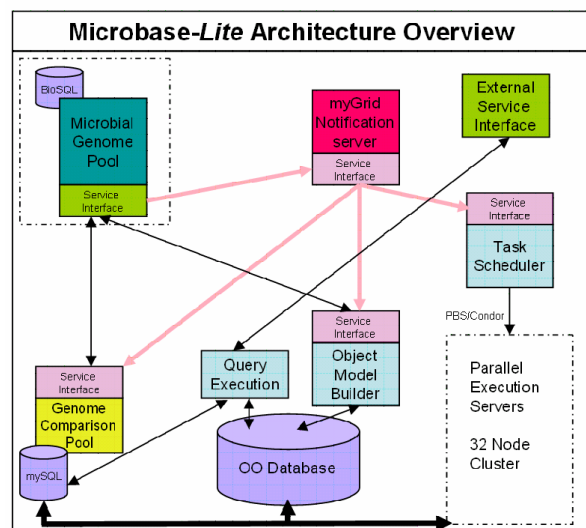 Microbase-Lite Architecture Overview
BioSQL
Microbial
Genome
Pool
Service
Interface
myGrid
Notification
server
Service
Interface
External
Service
Interface
Service
Interface
Task
Scheduler
PBS/Condor
Service
Interface
Object
Model
Builder
Query
Execution
Service
Interface
Genome
Comparison
Pool
mySQL
OO Database
Parallel
Execution
Servers
32 Node
Cluster